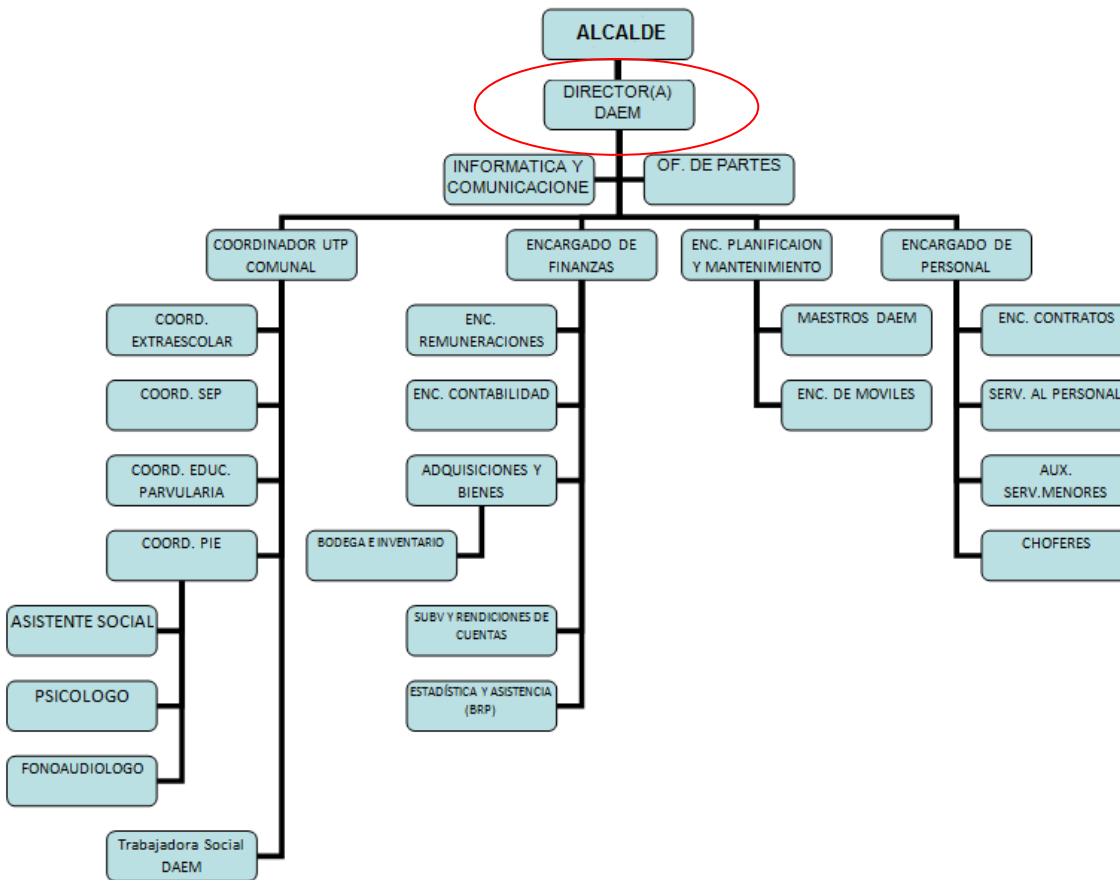 ALCALDE
DIRECTOR(A)
DAEM
INFORMATICA Y
COMUNICACIONE
OF. DE PARTES
COORDINADOR UTP
COMUNAL
ENCARGADO DE
FINANZAS
ENC. PLANIFICAION
Y MANTENIMIENTO
ENCARGADO DE
PERSONAL
COORD.
EXTRAESCOLAR
ENC.
REMUNERACIONES
MAESTROS DAEM
ENC. CONTRATOS
COORD. SEP
ENC. CONTABILIDAD
ENC. DE MOVILES
SERV. AL PERSONAL
COORD. EDUC.
PARVULARIA
ADQUISICIONES Y
BIENES
AUX.
SERV.MENORES
COORD. PIE
BODEGA E INVENTARIO
CHOFERES
ASISTENTE SOCIAL
SUBV Y RENDICIONES DE
CUENTAS
PSICOLOGO
ESTADÍSTICA Y ASISTENCIA
(BRP)
FONOAUDIOLOGO
Trabajadora Social
DAEM